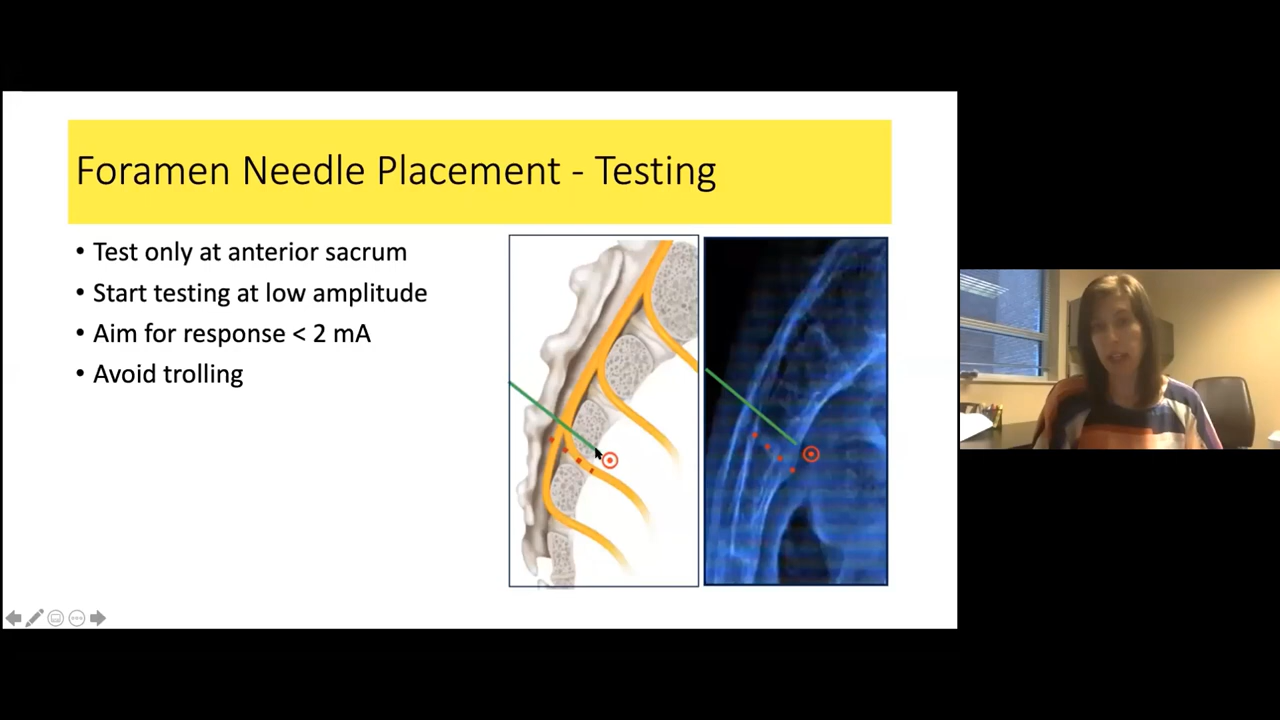 Foramen Needle Placement - Testing
• Test only at anterior sacrum
• Start testing at low amplitude
• Aim for response < 2 mA
• Avoid trolling